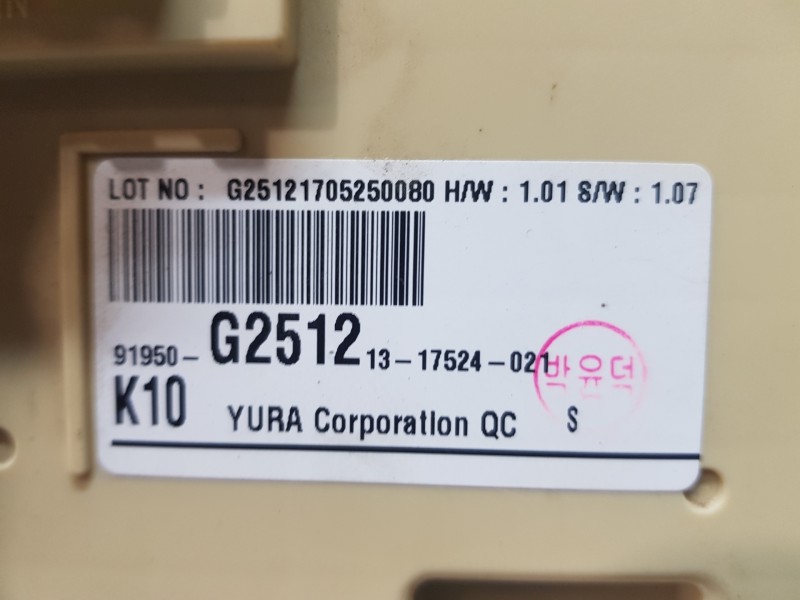 LOT NO : G25121705250080 H/W : 1.01 S/W : 1.07
91950-G2512 13-17524-021
박유덕
K10 YURA Corporation QC S